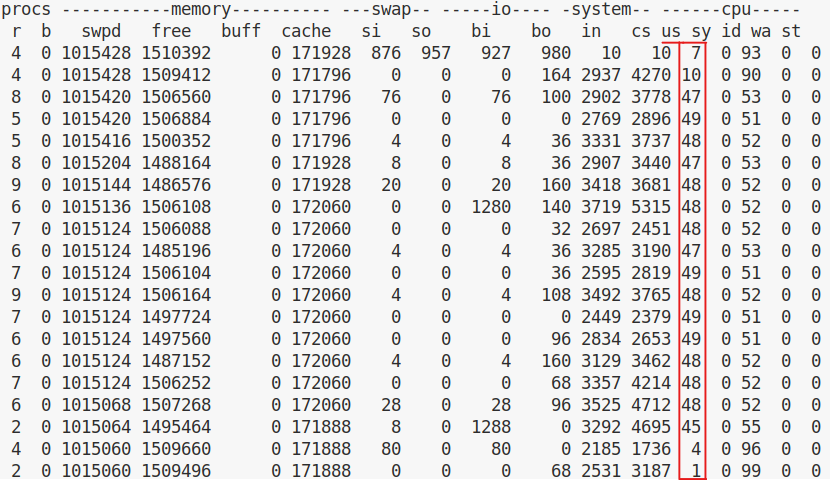 procs -----------memory---------- ---swap-- -----io---- -system-- ------cpu-----
r b swpd free buff cache si so bi bo in cs us sy id wa st
4 0 1015428 1510392 0 171928 876 957 927 980 10 10 7 0 93 0 0
4 0 1015428 1509412 0 171796 0 0 0 164 2937 4270 10 0 90 0 0
8 0 1015420 1506560 0 171796 76 0 76 100 2902 3778 47 0 53 0 0
5 0 1015420 1506884 0 171796 0 0 0 0 2769 2896 49 0 51 0 0
5 0 1015416 1500352 0 171796 4 0 4 36 3331 3737 48 0 52 0 0
8 0 1015204 1488164 0 171928 8 0 8 36 2907 3440 47 0 53 0 0
9 0 1015144 1486576 0 171928 20 0 20 160 3418 3681 48 0 52 0 0
6 0 1015136 1506108 0 172060 0 0 1280 140 3719 5315 48 0 52 0 0
7 0 1015124 1506088 0 172060 0 0 0 32 2697 2451 48 0 52 0 0
6 0 1015124 1485196 0 172060 4 0 4 36 3285 3190 47 0 53 0 0
7 0 1015124 1506104 0 172060 0 0 0 36 2595 2819 49 0 51 0 0
9 0 1015124 1506164 0 172060 4 0 4 108 3492 3765 48 0 52 0 0
7 0 1015124 1497724 0 172060 0 0 0 0 2449 2379 49 0 51 0 0
6 0 1015124 1497560 0 172060 0 0 0 96 2834 2653 49 0 51 0 0
6 0 1015124 1487152 0 172060 4 0 4 160 3129 3462 48 0 52 0 0
7 0 1015124 1506252 0 172060 0 0 0 68 3357 4214 48 0 52 0 0
6 0 1015068 1507268 0 172060 28 0 28 96 3525 4712 48 0 52 0 0
2 0 1015064 1495464 0 171888 8 0 1288 0 3292 4695 45 0 55 0 0
4 0 1015060 1509660 0 171888 80 0 80 0 2185 1736 4 0 96 0 0
2 0 1015060 1509496 0 171888 0 0 0 68 2531 3187 1 0 99 0 0